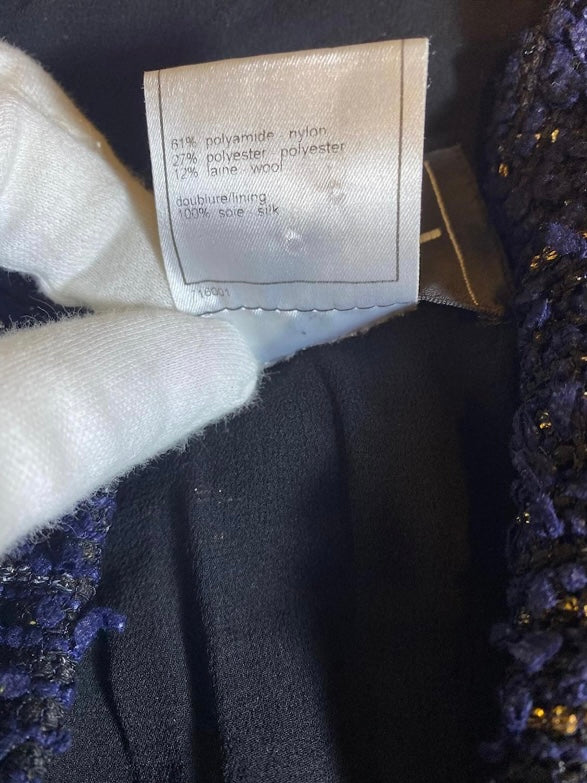 61% polyamide - nylon
27% polyester - polyester
12% laine - wool
doublure/lining
100% soie - silk